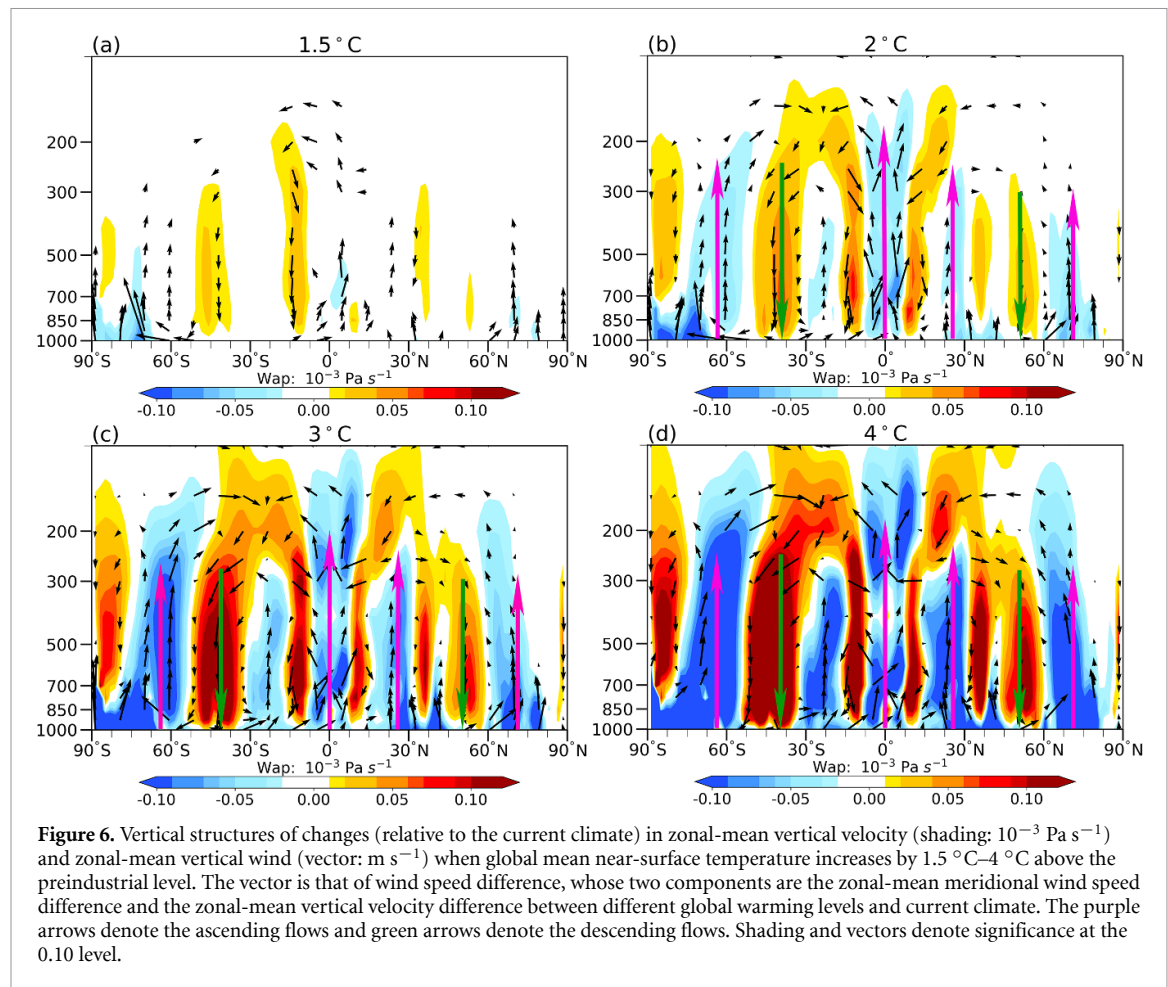 (a) 1.5°C
(b) 2°C
200
300
500
700
850
1000
90°S 60°S 30°S 0° 30°N 60°N 90°N
Wap: 10⁻³ Pa s⁻¹
-0.10 -0.05 0.00 0.05 0.10
200
300
500
700
850
1000
90°S 60°S 30°S 0° 30°N 60°N 90°N
Wap: 10⁻³ Pa s⁻¹
-0.10 -0.05 0.00 0.05 0.10
(c) 3°C
(d) 4°C
200
300
500
700
850
1000
90°S 60°S 30°S 0° 30°N 60°N 90°N
Wap: 10⁻³ Pa s⁻¹
-0.10 -0.05 0.00 0.05 0.10
200
300
500
700
850
1000
90°S 60°S 30°S 0° 30°N 60°N 90°N
Wap: 10⁻³ Pa s⁻¹
-0.10 -0.05 0.00 0.05 0.10
Figure 6. Vertical structures of changes (relative to the current climate) in zonal-mean vertical velocity (shading: 10⁻³ Pa s⁻¹)
and zonal-mean vertical wind (vector: m s⁻¹) when global mean near-surface temperature increases by 1.5 °C–4 °C above the
preindustrial level. The vector is that of wind speed difference, whose two components are the zonal-mean meridional wind speed
difference and the zonal-mean vertical velocity difference between different global warming levels and current climate. The purple
arrows denote the ascending flows and green arrows denote the descending flows. Shading and vectors denote significance at the
0.10 level.